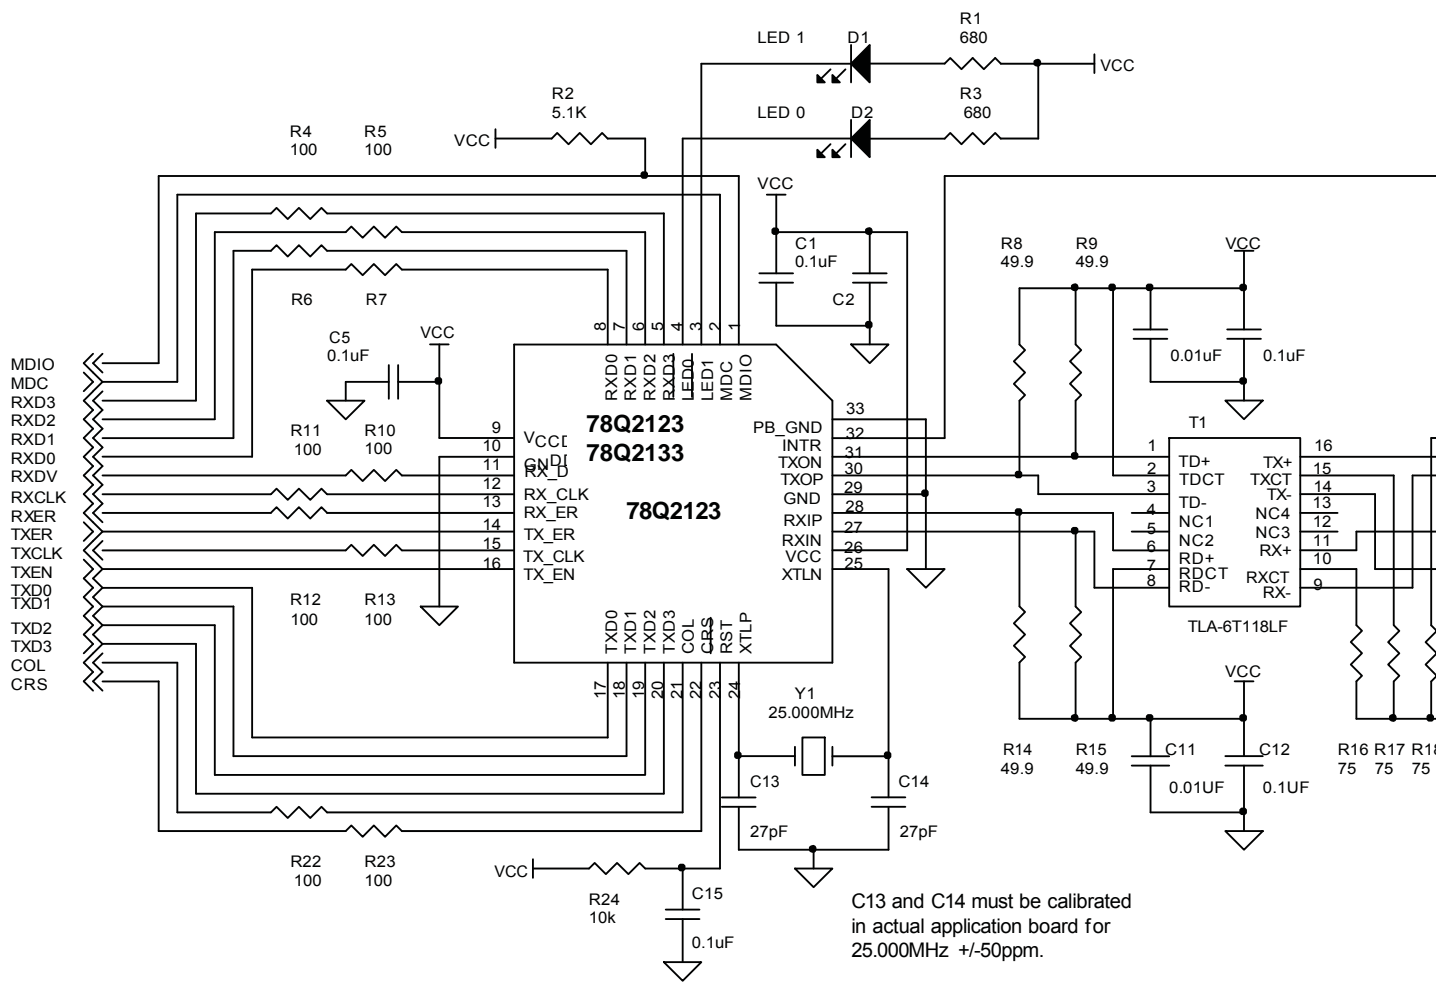 LED 1
D1
R1
680
VCC
R2
5.1K
VCC
LED 0
D2
R3
680
R4
100
R5
100
VCC
C1
0.1uF
C2
R8
49.9
R9
49.9
VCC
0.01uF
0.1uF
R6
R7
C5
0.1uF
VCC
8
7
6
5
4
3
2
1
RXD0
RXD1
RXD2
RXD3
LED0
LED1
MDC
MDIO
MDIO
MDC
RXD3
RXD2
RXD1
RXD0
RXDV
RXCLK
RXER
TXER
TXCLK
TXEN
TXD0
TXD1
TXD2
TXD3
COL
CRS
R11
100
R10
100
R12
100
R13
100
9
10
11
12
13
14
15
16
VCCD
GND
RX_D
RX_CLK
RX_ER
TX_ER
TX_CLK
TX_EN
78Q2123
78Q2133
78Q2123
33
32
31
30
29
28
27
26
25
PB_GND
INTR
TXON
TXOP
GND
RXIP
RXIN
VCC
XTLN
TXD0
TXD1
TXD2
TXD3
COL
CRS
RST
XTLP
17
18
19
20
21
22
23
24
T1
1
2
3
4
5
6
7
8
TD+
TDCT
TD-
NC1
NC2
RD+
RDCT
RD-
TX+
TXCT
TX-
NC4
NC3
RX+
RXCT
RX-
16
15
14
13
12
11
10
9
TLA-6T118LF
VCC
Y1
25.000MHz
R14
49.9
R15
49.9
C11
0.01UF
C12
0.1UF
R16
75
R17
75
R18
75
C13
27pF
C14
27pF
R22
100
R23
100
VCC
R24
10k
C15
0.1uF
C13 and C14 must be calibrated
in actual application board for
25.000MHz +/-50ppm.